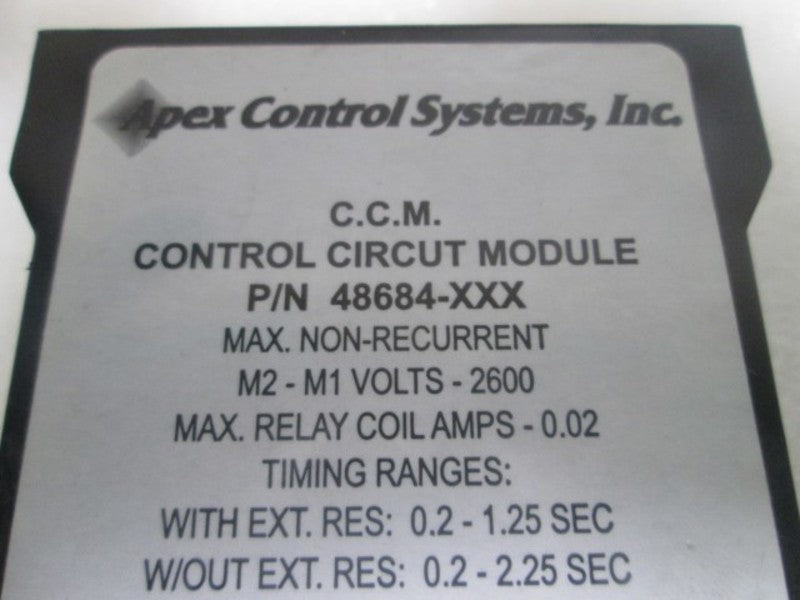 Apex Control Systems, Inc.
C.C.M.
CONTROL CIRCUT MODULE
P/N 48684-XXX
MAX. NON-RECURRENT
M2 - M1 VOLTS - 2600
MAX. RELAY COIL AMPS - 0.02
TIMING RANGES:
WITH EXT. RES: 0.2 - 1.25 SEC
W/OUT EXT. RES: 0.2 - 2.25 SEC